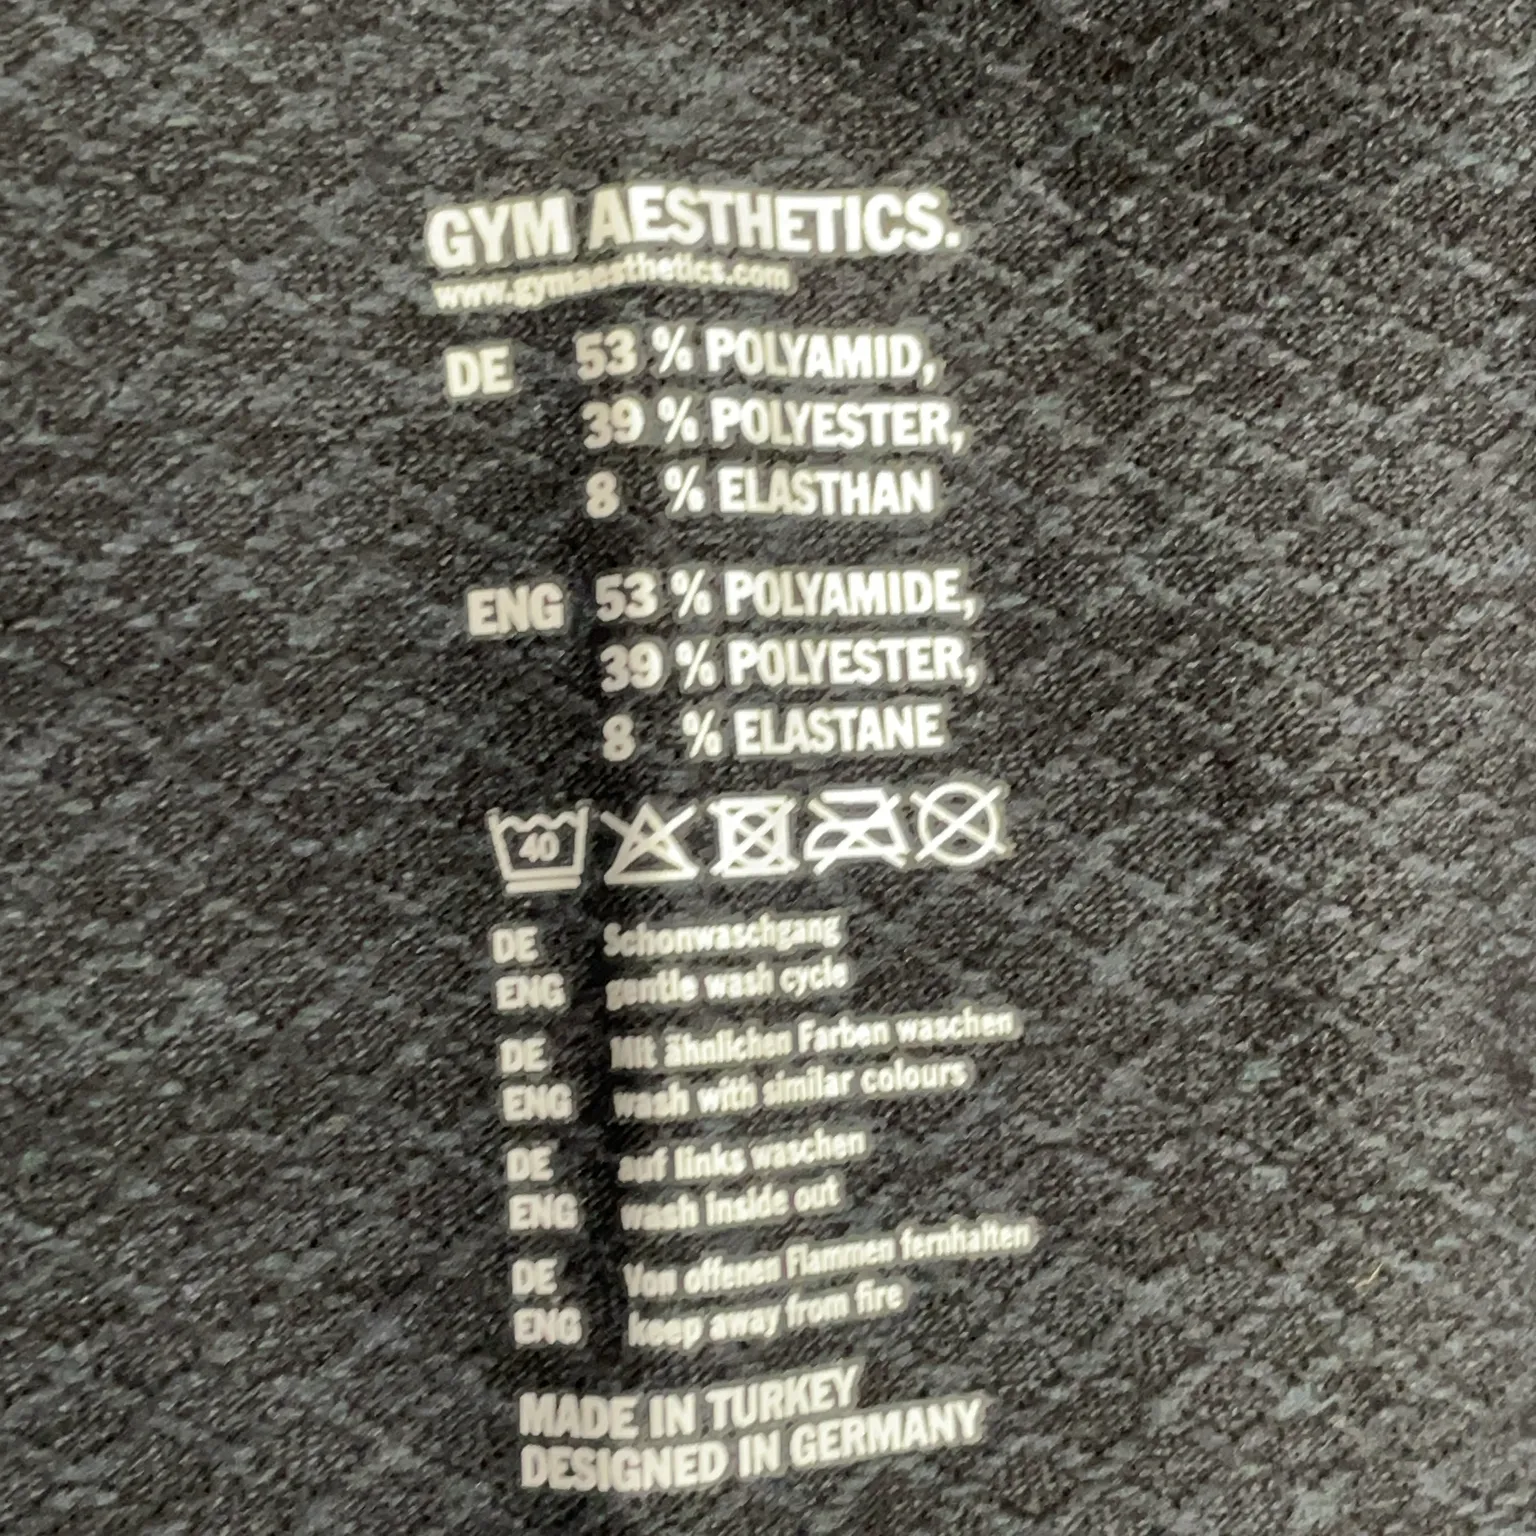 GYM AESTHETICS.
www.gymaesthetics.com
DE 53 % POLYAMID,
39 % POLYESTER,
8 % ELASTHAN
ENG 53 % POLYAMIDE,
39 % POLYESTER,
8 % ELASTANE
40
DE Schonwaschgang
ENG gentle wash cycle
DE Mit ähnlichen Farben waschen
ENG wash with similar colours
DE auf links waschen
ENG wash inside out
DE Von offenen Flammen fernhalten
ENG keep away from fire
MADE IN TURKEY
DESIGNED IN GERMANY